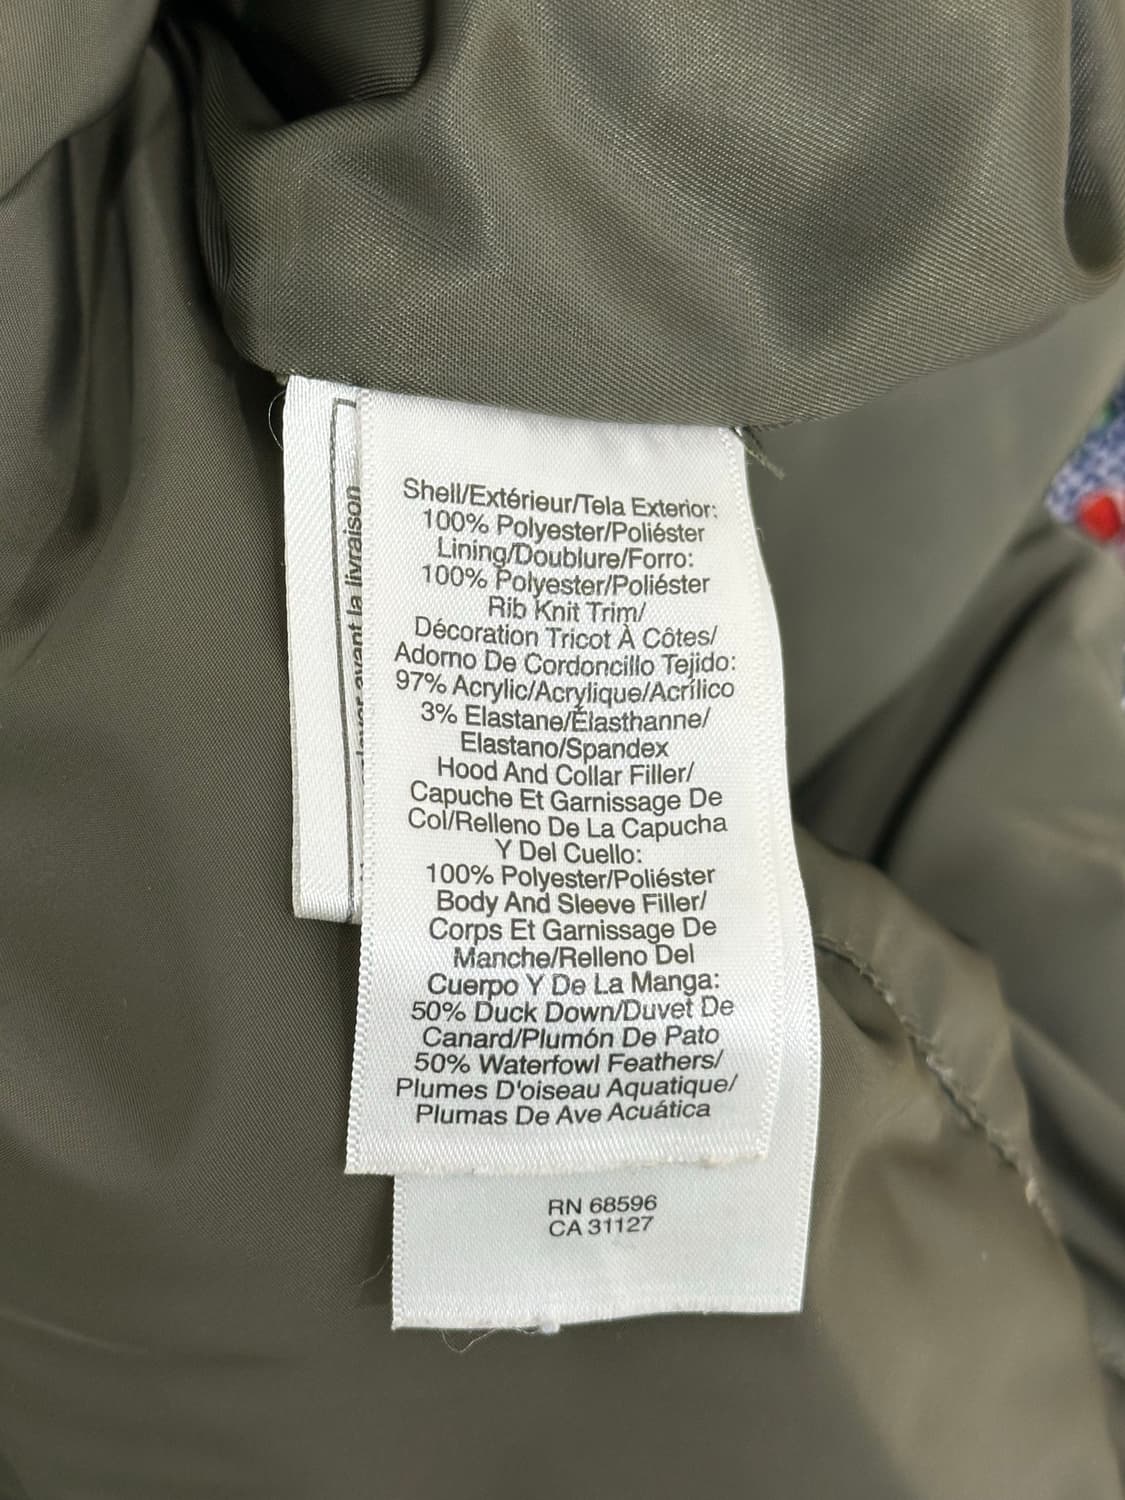 Shell/Extérieur/Tela Exterior:
100% Polyester/Poliéster
Lining/Doublure/Forro:
100% Polyester/Poliéster
Rib Knit Trim/
Décoration Tricot À Côtes/
Adorno De Cordoncillo Tejido:
97% Acrylic/Acrylique/Acrílico
3% Elastane/Élasthanne/
Elastano/Spandex
Hood And Collar Filler/
Capuche Et Garnissage De
Col/Relleno De La Capucha
Y Del Cuello:
100% Polyester/Poliéster
Body And Sleeve Filler/
Corps Et Garnissage De
Manche/Relleno Del
Cuerpo Y De La Manga:
50% Duck Down/Duvet De
Canard/Plumón De Pato
50% Waterfowl Feathers/
Plumes D'oiseau Aquatique/
Plumas De Ave Acuática
RN 68596
CA 31127
avant la livraison